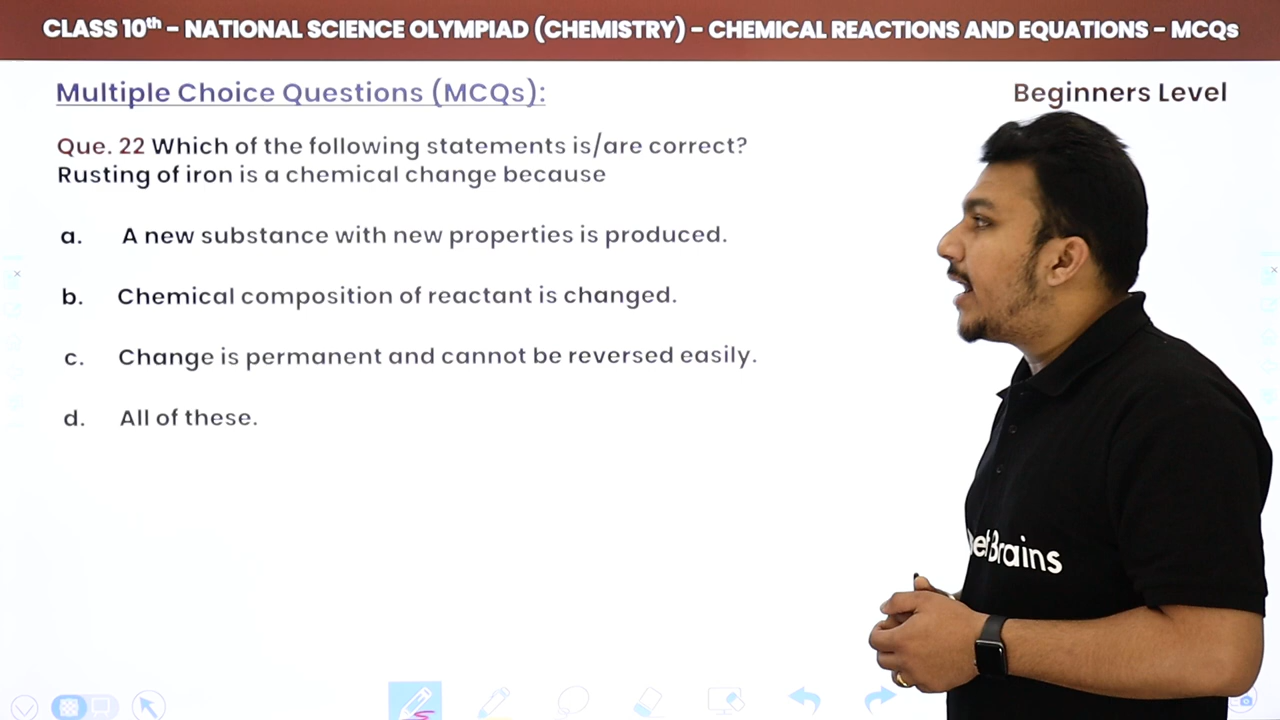 CLASS 10th – NATIONAL SCIENCE OLYMPIAD (CHEMISTRY) – CHEMICAL REACTIONS AND EQUATIONS – MCQs
Multiple Choice Questions (MCQs):
Beginners Level
Que. 22 Which of the following statements is/are correct?
Rusting of iron is a chemical change because
a. A new substance with new properties is produced.
b. Chemical composition of reactant is changed.
c. Change is permanent and cannot be reversed easily.
d. All of these.
Brains